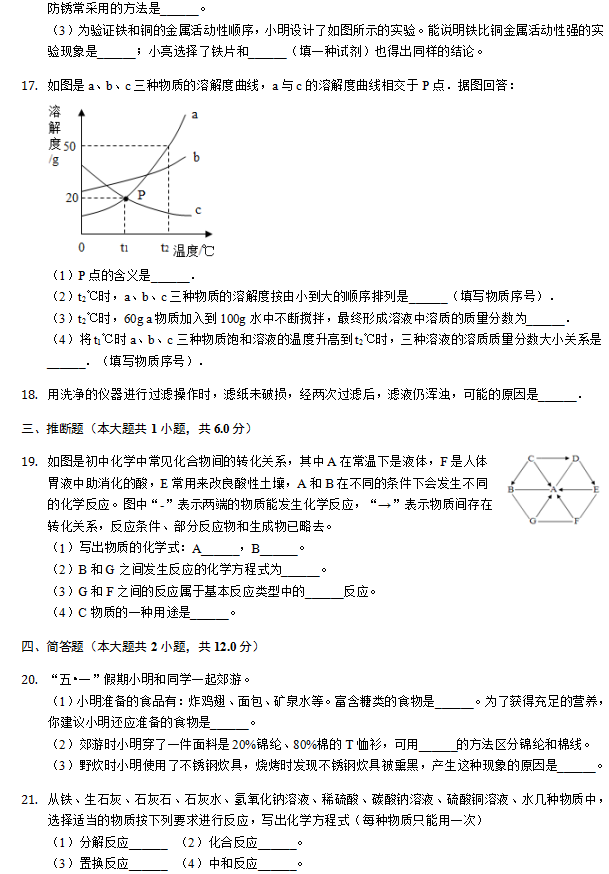 防锈常采用的方法是______。
（3）为验证铁和铜的金属活动性顺序，小明设计了如图所示的实验。能说明铁比铜金属活动性强的实
验现象是______；小亮选择了铁片和______（填一种试剂）也得出同样的结论。
17. 如图是 a、b、c 三种物质的溶解度曲线，a 与 c 的溶解度曲线相交于 P 点．据图回答：
溶
解
度
/g
50
20
0
t₁
t₂
温度/℃
a
b
P
c
（1）P 点的含义是______．
（2）t₂℃时，a、b、c 三种物质的溶解度按由小到大的顺序排列是______（填写物质序号）．
（3）t₂℃时，60g a 物质加入到 100g 水中不断搅拌，最终形成溶液中溶质的质量分数为______．
（4）将 t₁℃时 a、b、c 三种物质饱和溶液的温度升高到 t₂℃时，三种溶液的溶质质量分数大小关系是
______．（填写物质序号）．
18. 用洗净的仪器进行过滤操作时，滤纸未破损，经两次过滤后，滤液仍浑浊，可能的原因是______．
三、推断题（本大题共 1 小题，共 6.0 分）
19. 如图是初中化学中常见化合物间的转化关系，其中 A 在常温下是液体，F 是人体
胃液中助消化的酸，E 常用来改良酸性土壤，A 和 B 在不同的条件下会发生不同
的化学反应。图中“-”表示两端的物质能发生化学反应，“→”表示物质间存在
转化关系，反应条件、部分反应物和生成物已略去。
C
D
B
A
E
G
F
（1）写出物质的化学式：A______，B______。
（2）B 和 G 之间发生反应的化学方程式为______。
（3）G 和 F 之间的反应属于基本反应类型中的______反应。
（4）C 物质的一种用途是______。
四、简答题（本大题共 2 小题，共 12.0 分）
20. “五•一”假期小明和同学一起郊游。
（1）小明准备的食品有：炸鸡翅、面包、矿泉水等。富含糖类的食物是______。为了获得充足的营养，
你建议小明还应准备的食物是______。
（2）郊游时小明穿了一件面料是 20%锦纶、80%棉的 T 恤衫，可用______的方法区分锦纶和棉线。
（3）野炊时小明使用了不锈钢炊具，烧烤时发现不锈钢炊具被熏黑，产生这种现象的原因是______。
21. 从铁、生石灰、石灰石、石灰水、氢氧化钠溶液、稀硫酸、碳酸钠溶液、硫酸铜溶液、水几种物质中，
选择适当的物质按下列要求进行反应，写出化学方程式（每种物质只能用一次）
（1）分解反应______ （2）化合反应______。
（3）置换反应______ （4）中和反应______。